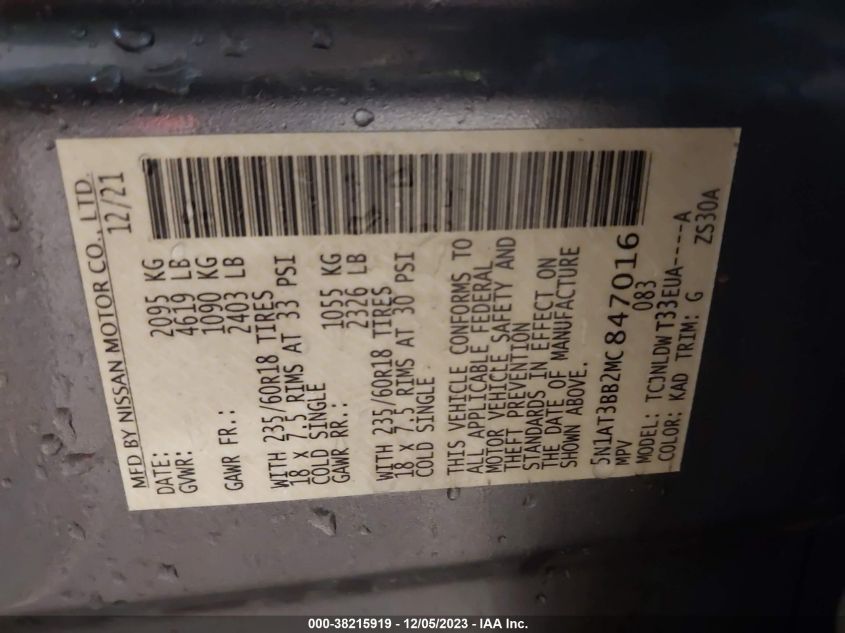 MFD BY NISSAN MOTOR CO., LTD.
DATE: 12/21
GVWR: 2095 KG
4619 LB
GAWR FR.: 1090 KG
2403 LB
WITH 235/60R18 TIRES
18 X 7.5 RIMS AT 33 PSI
COLD SINGLE
GAWR RR.: 1055 KG
2326 LB
WITH 235/60R18 TIRES
18 X 7.5 RIMS AT 30 PSI
COLD SINGLE
THIS VEHICLE CONFORMS TO
ALL APPLICABLE FEDERAL
MOTOR VEHICLE SAFETY AND
THEFT PREVENTION
STANDARDS IN EFFECT ON
THE DATE OF MANUFACTURE
SHOWN ABOVE.
5N1AT3BB2MC847016
MPV 083
MODEL: TCJNLDWT33EUA-----A
COLOR: KAD TRIM: G ZS30A
000-38215919 - 12/05/2023 - IAA Inc.